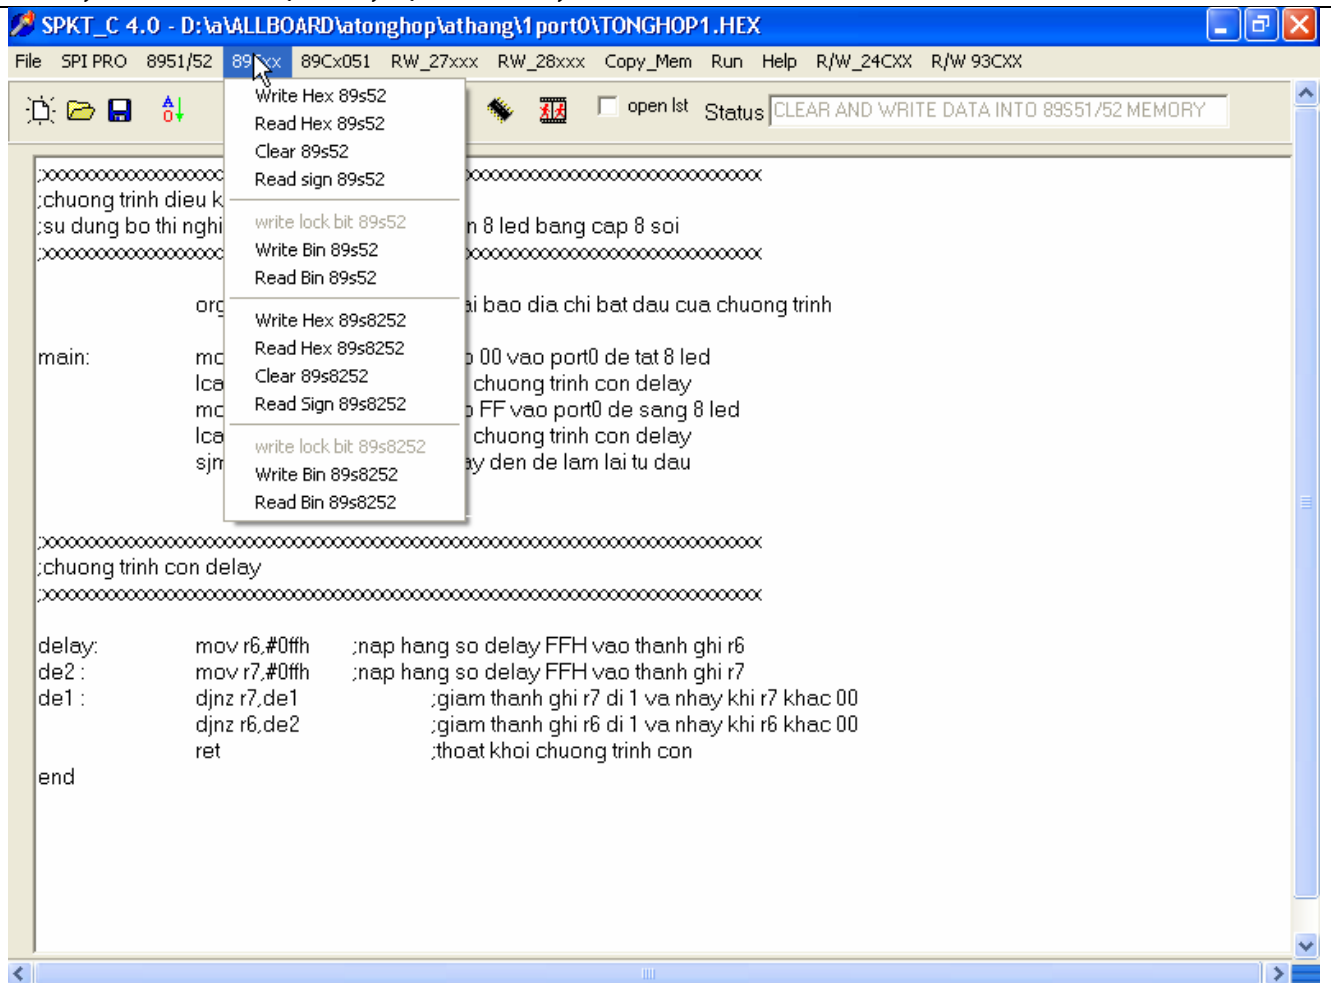 SPKT_C 4.0 - D:\a\ALLBOARD\atonghop\athang\1port0\TONGHOP1.HEX
File SPI PRO 8951/52 89 xx 89Cx051 RW_27xxx RW_28xxx Copy_Mem Run Help R/W_24CXX R/W 93CXX
open lst Status CLEAR AND WRITE DATA INTO 89S51/52 MEMORY
Write Hex 89s52
Read Hex 89s52
Clear 89s52
Read sign 89s52
write lock bit 89s52
Write Bin 89s52
Read Bin 89s52
Write Hex 89s8252
Read Hex 89s8252
Clear 89s8252
Read Sign 89s8252
write lock bit 89s8252
Write Bin 89s8252
Read Bin 89s8252
;chuong trinh dieu k
;su dung bo thi nghi n 8 led bang cap 8 soi
org ai bao dia chi bat dau cua chuong trinh
main: mo 00 vao port0 de tat 8 led
lca chuong trinh con delay
mo FF vao port0 de sang 8 led
lca chuong trinh con delay
sjm ay den de lam lai tu dau
;chuong trinh con delay
delay: mov r6,#0ffh ;nap hang so delay FFH vao thanh ghi r6
de2 : mov r7,#0ffh ;nap hang so delay FFH vao thanh ghi r7
de1 : djnz r7,de1 ;giam thanh ghi r7 di 1 va nhay khi r7 khac 00
djnz r6,de2 ;giam thanh ghi r6 di 1 va nhay khi r6 khac 00
ret ;thoat khoi chuong trinh con
end